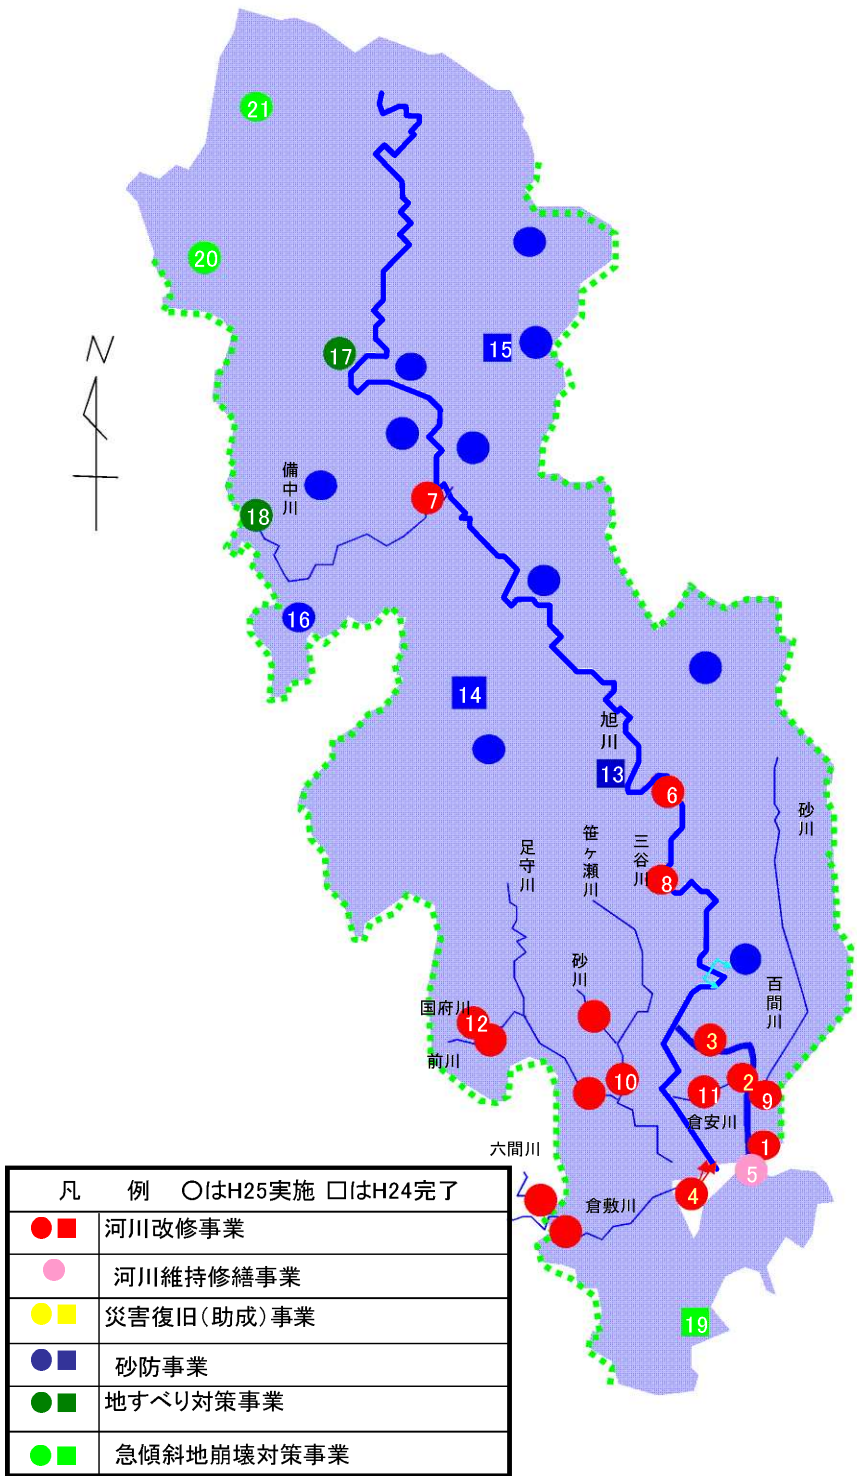 21
20
N
17
15
備中川
7
18
16
14
旭川
13
6
砂川
足守川
笹ヶ瀬川
三谷川
8
砂川
百間川
国府川
12
前川
3
10
11
2
9
倉安川
1
六間川
5
4
倉敷川
19
凡 例 ○はH25実施 □はH24完了
河川改修事業
河川維持修繕事業
災害復旧(助成)事業
砂防事業
地すべり対策事業
急傾斜地崩壊対策事業